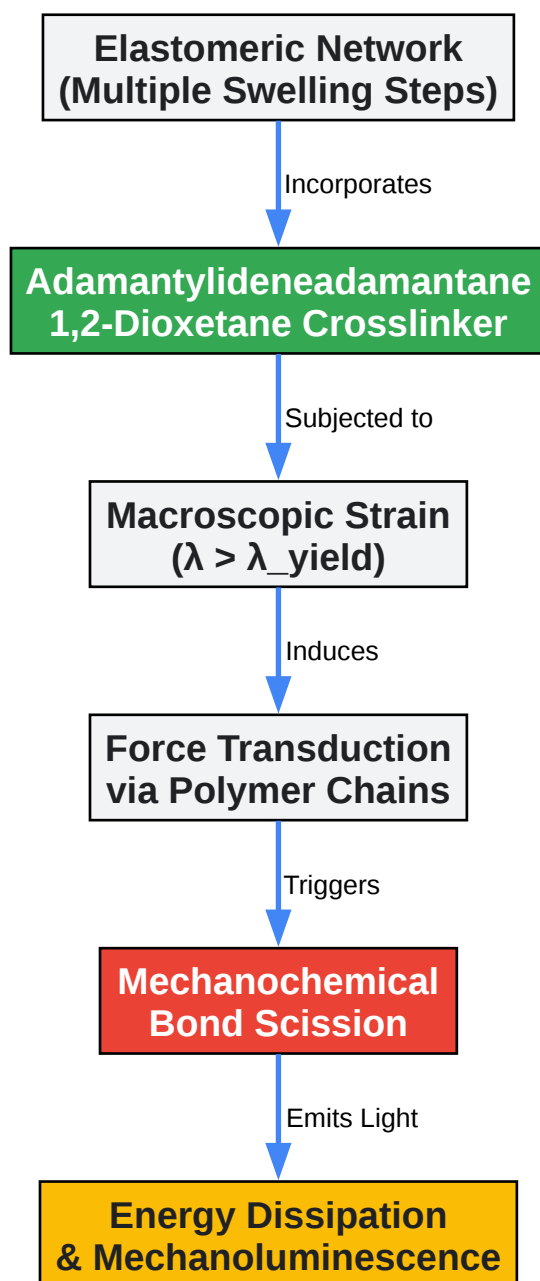 Elastomeric Network
(Multiple Swelling Steps)
Incorporates
Adamantylideneadamantane
1,2-Dioxetane Crosslinker
Subjected to
Macroscopic Strain
(λ > λ_yield)
Induces
Force Transduction
via Polymer Chains
Triggers
Mechanochemical
Bond Scission
Emits Light
Energy Dissipation
& Mechanoluminescence